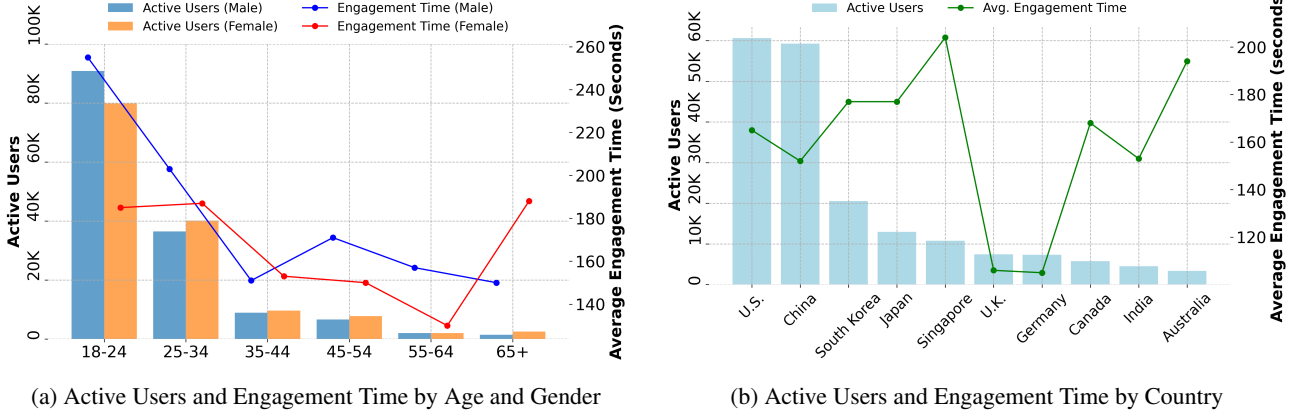 Active Users (Male)
Active Users (Female)
Engagement Time (Male)
Engagement Time (Female)
Active Users
100K
80K
60K
40K
20K
0
260
240
220
200
180
160
140
Average Engagement Time (Seconds)
18-24 25-34 35-44 45-54 55-64 65+
(a) Active Users and Engagement Time by Age and Gender
Active Users
Avg. Engagement Time
Active Users
60K
50K
40K
30K
20K
10K
0
200
180
160
140
120
Average Engagement Time (seconds)
U.S. China South Korea Japan Singapore U.K. Germany Canada India Australia
(b) Active Users and Engagement Time by Country